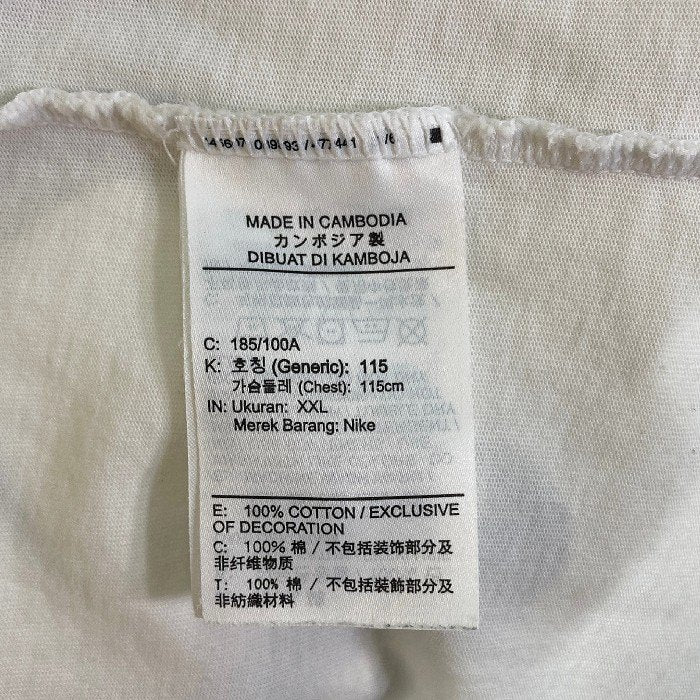 MADE IN CAMBODIA
カンボジア製
DIBUAT DI KAMBOJA
C: 185/100A
K: 호칭 (Generic): 115
가슴둘레 (Chest): 115cm
IN: Ukuran: XXL
Merek Barang: Nike
E: 100% COTTON / EXCLUSIVE
OF DECORATION
C: 100% 棉 / 不包括装饰部分及
非纤维物质
T: 100% 棉 / 不包括裝飾部分及
非紡織材料